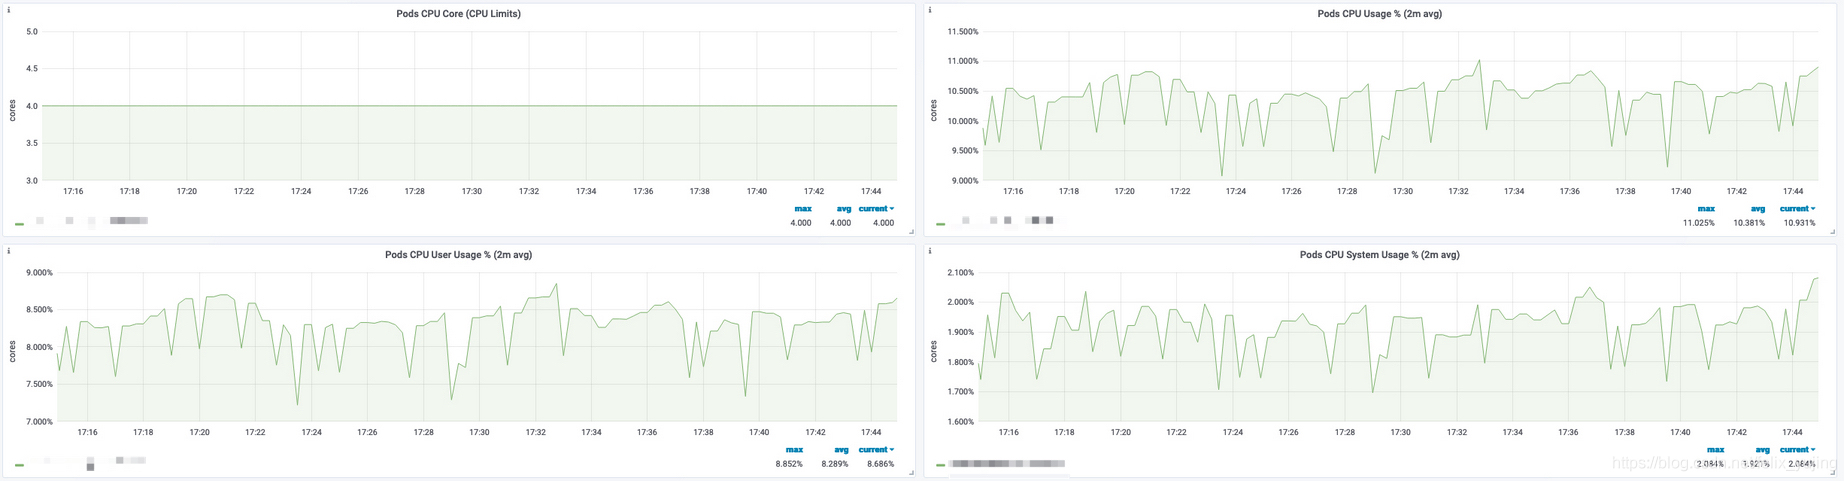 Pods CPU Core (CPU Limits)
5.0
4.5
4.0
3.5
3.0
cores
17:16 17:18 17:20 17:22 17:24 17:26 17:28 17:30 17:32 17:34 17:36 17:38 17:40 17:42 17:44
max avg current
4.000 4.000 4.000
Pods CPU Usage % (2m avg)
11.500%
11.000%
10.500%
10.000%
9.500%
9.000%
cores
17:16 17:18 17:20 17:22 17:24 17:26 17:28 17:30 17:32 17:34 17:36 17:38 17:40 17:42 17:44
max avg current
11.025% 10.381% 10.931%
Pods CPU User Usage % (2m avg)
9.000%
8.500%
8.000%
7.500%
7.000%
cores
17:16 17:18 17:20 17:22 17:24 17:26 17:28 17:30 17:32 17:34 17:36 17:38 17:40 17:42 17:44
max avg current
8.852% 8.289% 8.686%
Pods CPU System Usage % (2m avg)
2.100%
2.000%
1.900%
1.800%
1.700%
1.600%
cores
17:16 17:18 17:20 17:22 17:24 17:26 17:28 17:30 17:32 17:34 17:36 17:38 17:40 17:42 17:44
max avg current
2.084% 2.084%